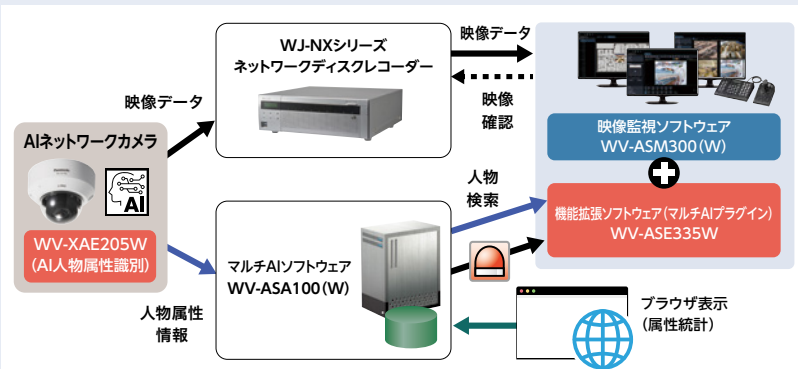 WJ-NXシリーズ
ネットワークディスクレコーダー
映像データ
映像データ
映像
確認
AIネットワークカメラ
AI
WV-XAE205W
(AI人物属性識別)
映像監視ソフトウェア
WV-ASM300(W)
人物
検索
機能拡張ソフトウェア(マルチAIプラグイン)
WV-ASE335W
マルチAIソフトウェア
WV-ASA100(W)
人物属性
情報
ブラウザ表示
(属性統計)